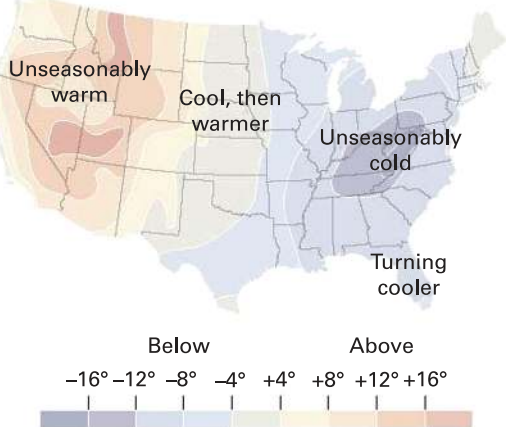 Unseasonably
warm
Cool, then
warmer
Unseasonably
cold
Turning
cooler
Below Above
–16° –12° –8° –4° +4° +8° +12° +16°